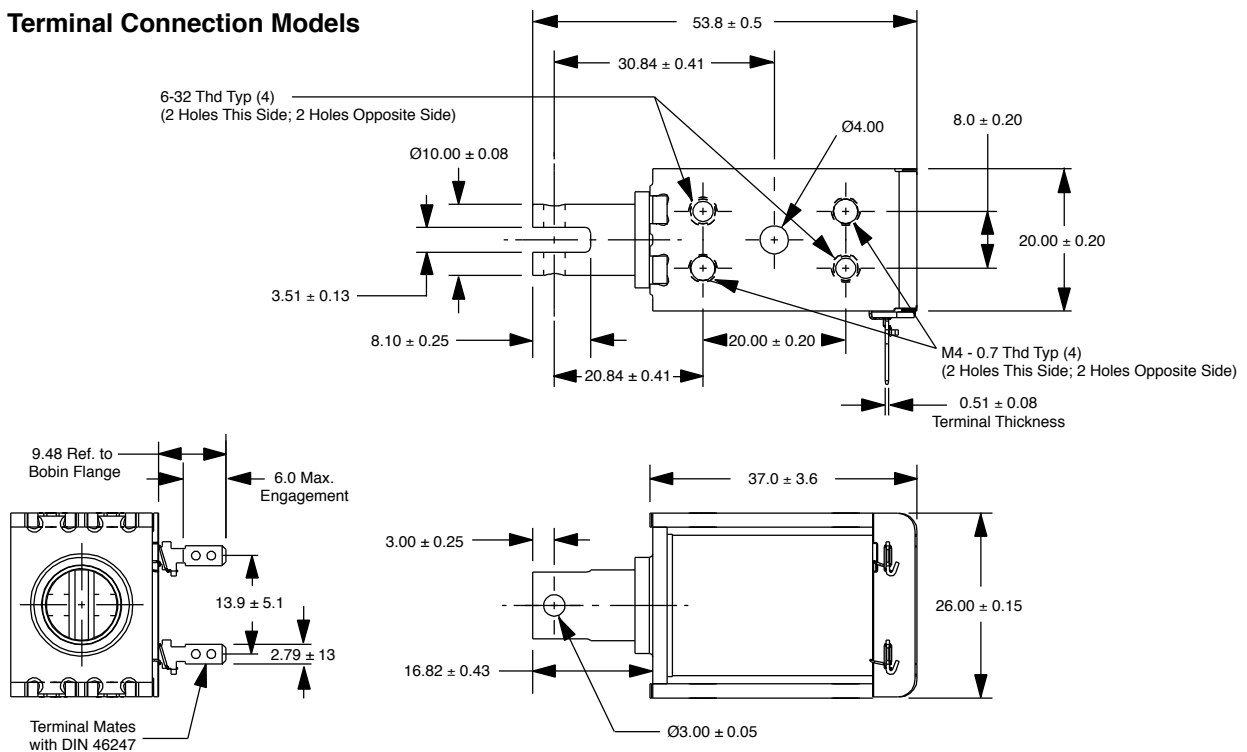 Terminal Connection Models
53.8 ± 0.5
30.84 ± 0.41
6-32 Thd Typ (4)
(2 Holes This Side; 2 Holes Opposite Side)
Ø4.00
8.0 ± 0.20
Ø10.00 ± 0.08
20.00 ± 0.20
3.51 ± 0.13
8.10 ± 0.25
20.00 ± 0.20
M4 - 0.7 Thd Typ (4)
(2 Holes This Side; 2 Holes Opposite Side)
20.84 ± 0.41
0.51 ± 0.08
Terminal Thickness
9.48 Ref. to
Bobin Flange
6.0 Max.
Engagement
37.0 ± 3.6
3.00 ± 0.25
13.9 ± 5.1
26.00 ± 0.15
2.79 ± 13
16.82 ± 0.43
Terminal Mates
with DIN 46247
Ø3.00 ± 0.05